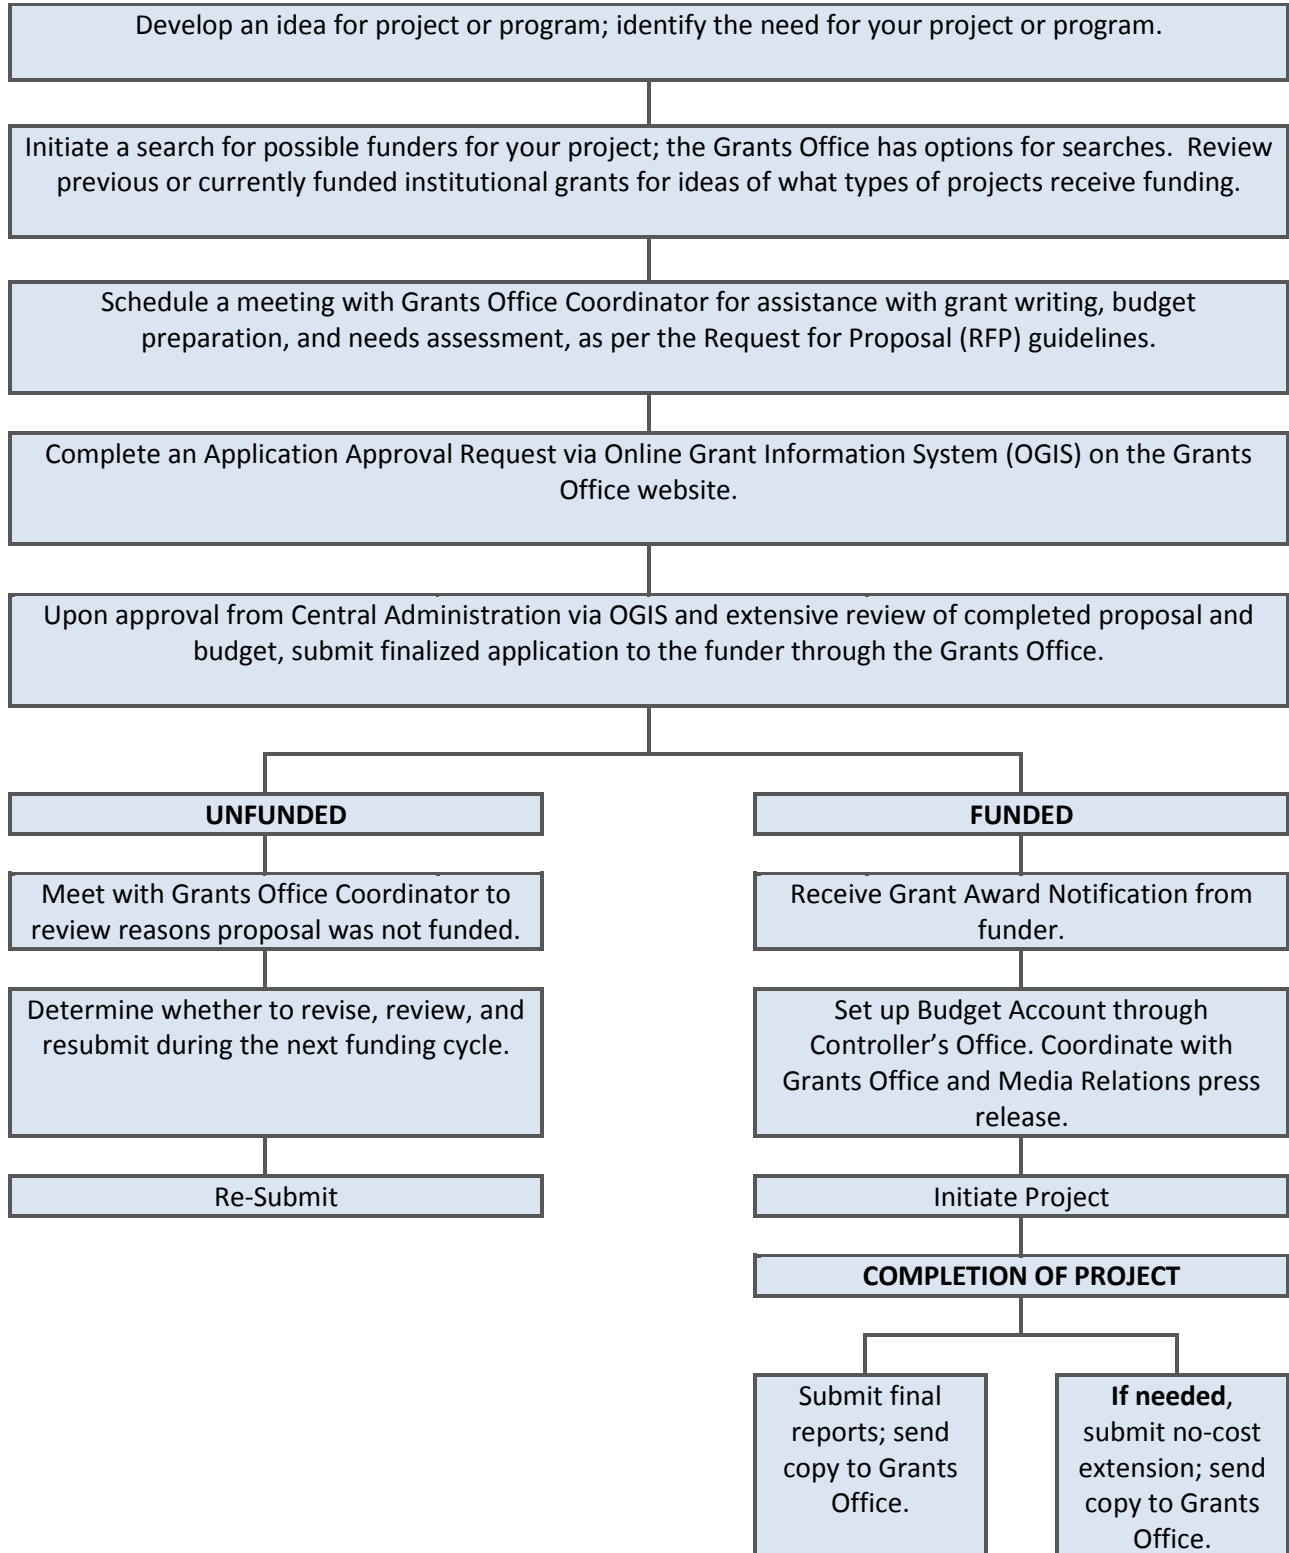 Develop an idea for project or program; identify the need for your project or program.
Initiate a search for possible funders for your project; the Grants Office has options for searches.  Review
previous or currently funded institutional grants for ideas of what types of projects receive funding.
Schedule a meeting with Grants Office Coordinator for assistance with grant writing, budget
preparation, and needs assessment, as per the Request for Proposal (RFP) guidelines.
Complete an Application Approval Request via Online Grant Information System (OGIS) on the Grants
Office website.
Upon approval from Central Administration via OGIS and extensive review of completed proposal and
budget, submit finalized application to the funder through the Grants Office.
UNFUNDED
Meet with Grants Office Coordinator to
review reasons proposal was not funded.
Determine whether to revise, review, and
resubmit during the next funding cycle.
Re-Submit
FUNDED
Receive Grant Award Notification from
funder.
Set up Budget Account through
Controller’s Office. Coordinate with
Grants Office and Media Relations press
release.
Initiate Project
COMPLETION OF PROJECT
Submit final
reports; send
copy to Grants
Office.
If needed,
submit no-cost
extension; send
copy to Grants
Office.